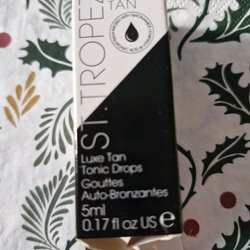 TAN
ST.TROPEZ
Luxe Tan
Tonic Drops
Gouttes
Auto-Bronzantes
5ml
0.17 fl oz US e